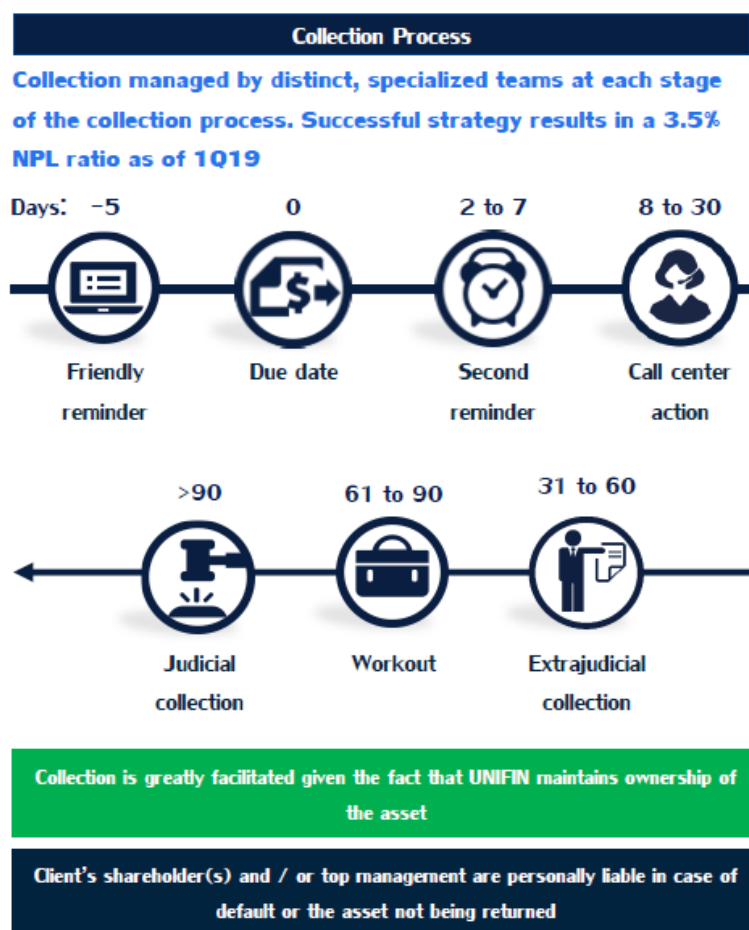 Collection Process
Collection managed by distinct, specialized teams at each stage
of the collection process. Successful strategy results in a 3.5%
NPL ratio as of 1Q19
Days: -5 0 2 to 7 8 to 30
Friendly reminder
Due date
Second reminder
Call center action
>90 61 to 90 31 to 60
Judicial collection
Workout
Extrajudicial collection
Collection is greatly facilitated given the fact that UNIFIN maintains ownership of
the asset
Client's shareholder(s) and / or top management are personally liable in case of
default or the asset not being returned